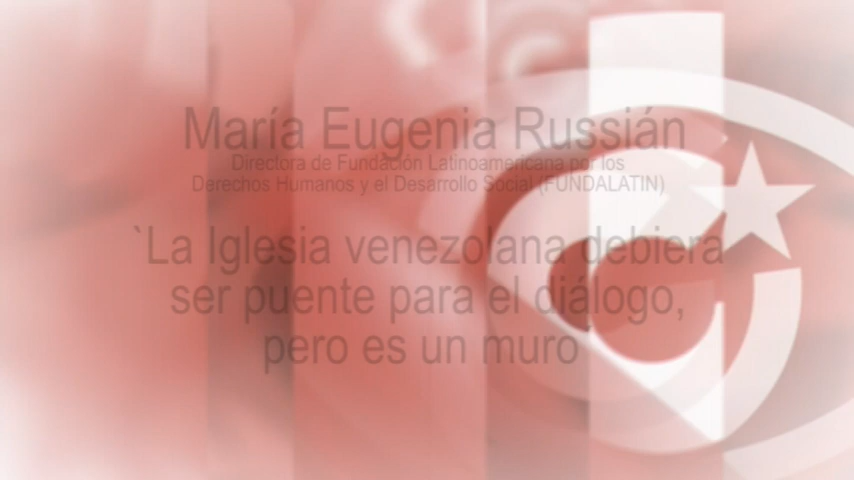 María Eugenia Russián
Directora de Fundación Latinoamericana por los
Derechos Humanos y el Desarrollo Social (FUNDALATIN)
`La Iglesia venezolana debiera
ser puente para el diálogo,
pero es un muro